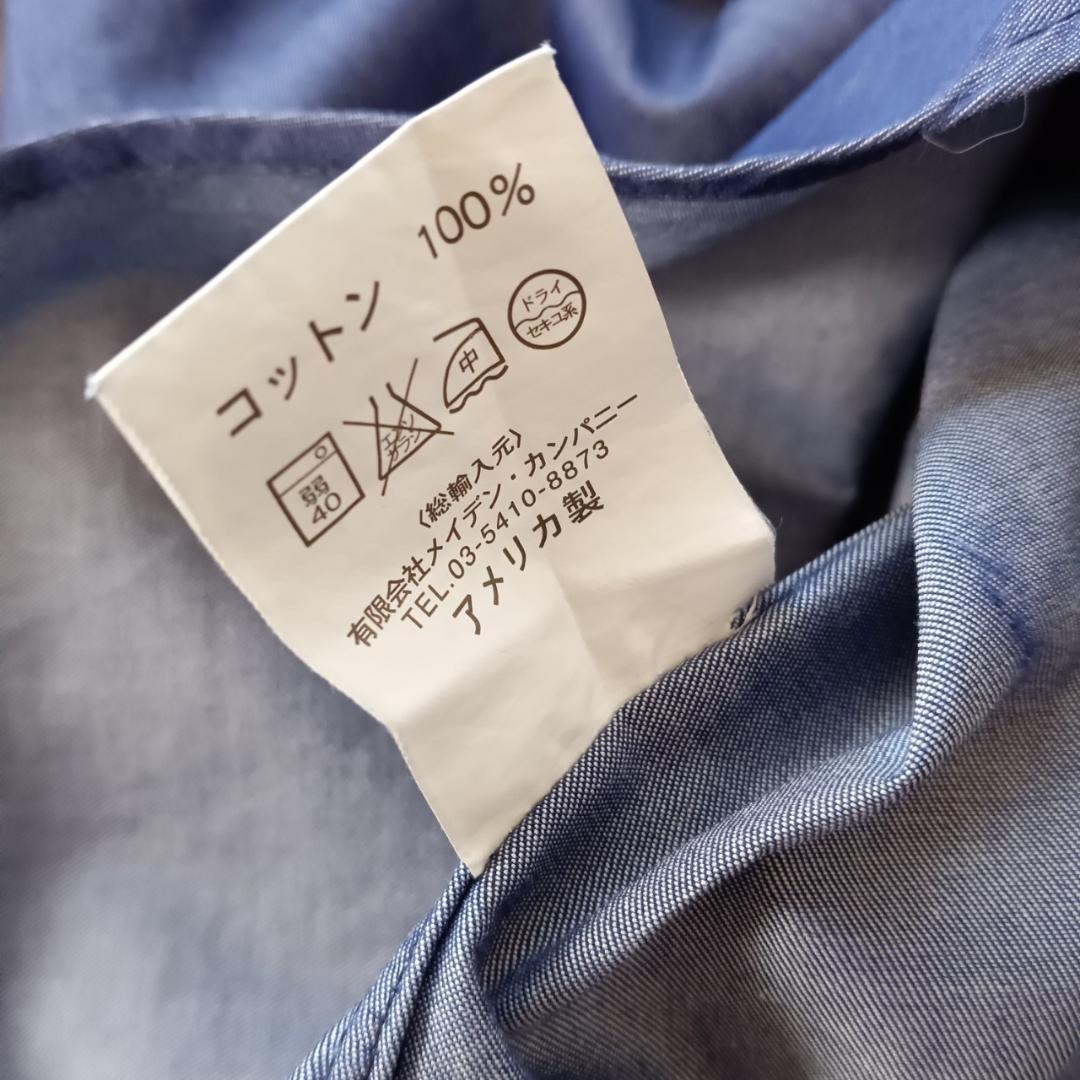 コットン 100%
弱
40
エンソ
サラシ
中
ドライ
セキユ系
〈総輸入元〉
有限会社メイデン・カンパニー
TEL.03-5410-8873
アメリカ製